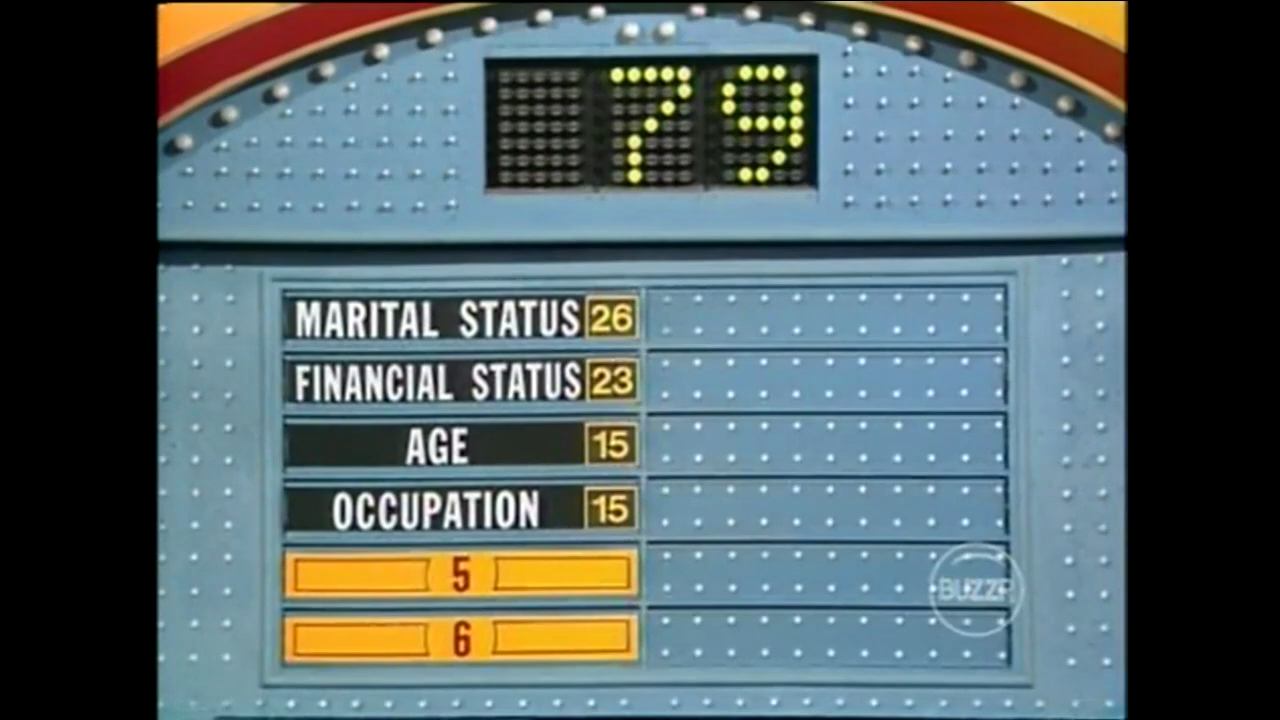 79
MARITAL STATUS 26
FINANCIAL STATUS 23
AGE 15
OCCUPATION 15
5
6
BUZZR